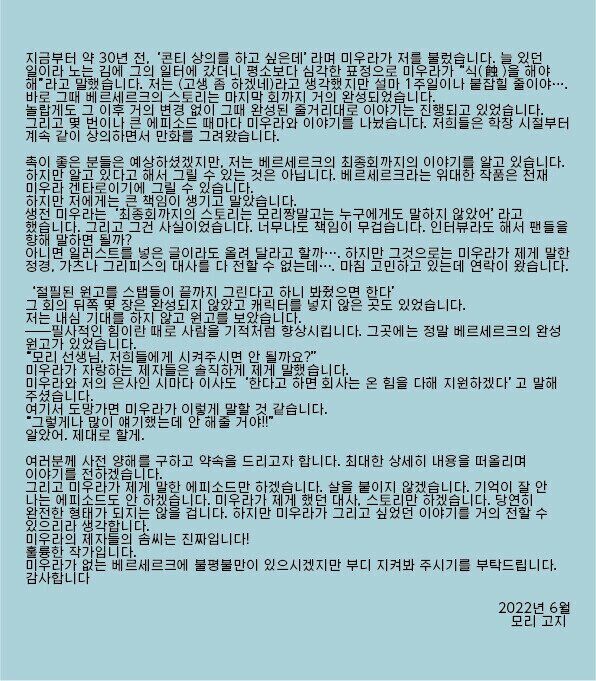 지금부터 약 30년 전, ‘콘티 상의를 하고 싶은데’ 라며 미우라가 저를 불렀습니다. 늘 있던
일이라 노는 김에 그의 일터에 갔더니 평소보다 심각한 표정으로 미우라가 “식(蝕)을 해야
해”라고 말했습니다. 저는 (고생 좀 하겠네)라고 생각했지만 설마 1주일이나 붙잡힐 줄이야….
바로 그때 베르세르크의 스토리는 마지막 회까지 거의 완성되었습니다.
놀랍게도 그 이후 거의 변경 없이 그때 완성된 줄거리대로 이야기는 진행되고 있었습니다.
그리고 몇 번이나 큰 에피소드 때마다 미우라와 이야기를 나눴습니다. 저희들은 학창 시절부터
계속 같이 상의하면서 만화를 그려왔습니다.
촉이 좋은 분들은 예상하셨겠지만, 저는 베르세르크의 최종회까지의 이야기를 알고 있습니다.
하지만 알고 있다고 해서 그릴 수 있는 것은 아닙니다. 베르세르크라는 위대한 작품은 천재
미우라 겐타로이기에 그릴 수 있습니다.
하지만 저에게는 큰 책임이 생기고 말았습니다.
생전 미우라는 ‘최종회까지의 스토리는 모리짱말고는 누구에게도 말하지 않았어’ 라고
했습니다. 그리고 그건 사실이었습니다. 너무나도 책임이 무겁습니다. 인터뷰라도 해서 팬들을
향해 말하면 될까?
아니면 일러스트를 넣은 글이라도 올려 달라고 할까…. 하지만 그것으로는 미우라가 제게 말한
정경, 가츠나 그리피스의 대사를 다 전할 수 없는데…. 마침 고민하고 있는데 연락이 왔습니다.
‘절필된 원고를 스탭들이 끝까지 그린다고 하니 봐줬으면 한다’
그 회의 뒤쪽 몇 장은 완성되지 않았고 캐릭터를 넣지 않은 곳도 있었습니다.
저는 내심 기대를 하지 않고 원고를 보았습니다.
――필사적인 힘이란 때로 사람을 기적처럼 향상시킵니다. 그곳에는 정말 베르세르크의 완성
원고가 있었습니다.
“모리 선생님, 저희들에게 시켜주시면 안 될까요?”
미우라가 자랑하는 제자들은 솔직하게 제게 말했습니다.
미우라와 저의 은사인 시마다 이사도 ‘한다고 하면 회사는 온 힘을 다해 지원하겠다’ 고 말해
주셨습니다.
여기서 도망가면 미우라가 이렇게 말할 것 같습니다.
“그렇게나 많이 얘기했는데 안 해줄 거야!!”
알았어. 제대로 할게.
여러분께 사전 양해를 구하고 약속을 드리고자 합니다. 최대한 상세히 내용을 떠올리며
이야기를 전하겠습니다.
그리고 미우라가 제게 말한 에피소드만 하겠습니다. 살을 붙이지 않겠습니다. 기억이 잘 안
나는 에피소드도 안 하겠습니다. 미우라가 제게 했던 대사, 스토리만 하겠습니다. 당연히
완전한 형태가 되지는 않을 겁니다. 하지만 미우라가 그리고 싶었던 이야기를 거의 전할 수
있으리라 생각합니다.
미우라의 제자들의 솜씨는 진짜입니다!
훌륭한 작가입니다.
미우라가 없는 베르세르크에 불평불만이 있으시겠지만 부디 지켜봐 주시기를 부탁드립니다.
감사합니다
2022년 6월
모리 고지